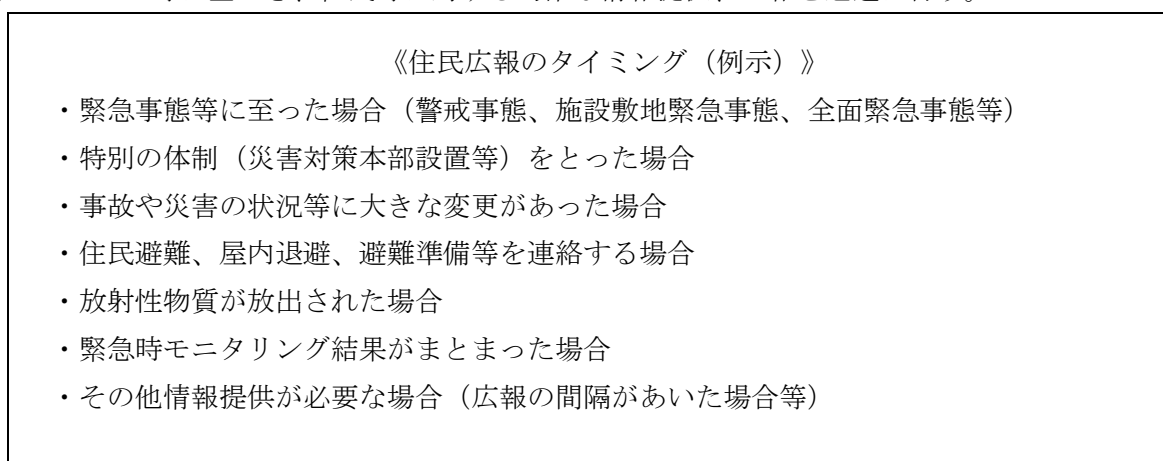 《住民広報のタイミング（例示）》
・緊急事態等に至った場合（警戒事態、施設敷地緊急事態、全面緊急事態等）
・特別の体制（災害対策本部設置等）をとった場合
・事故や災害の状況等に大きな変更があった場合
・住民避難、屋内退避、避難準備等を連絡する場合
・放射性物質が放出された場合
・緊急時モニタリング結果がまとまった場合
・その他情報提供が必要な場合（広報の間隔があいた場合等）